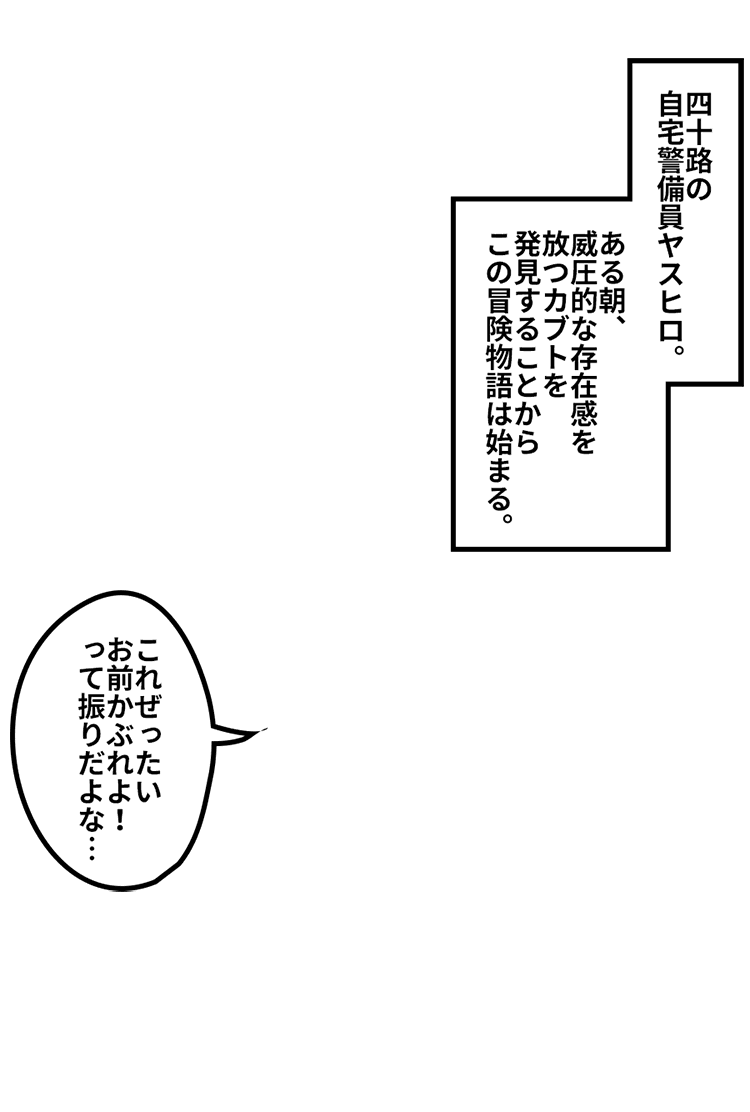 四十路の
自宅警備員ヤスヒロ。
ある朝、
威圧的な存在感を
放つカブトを
発見することから
この冒険物語は始まる。
これぜったい
お前かぶれよ！
って振りだよな…